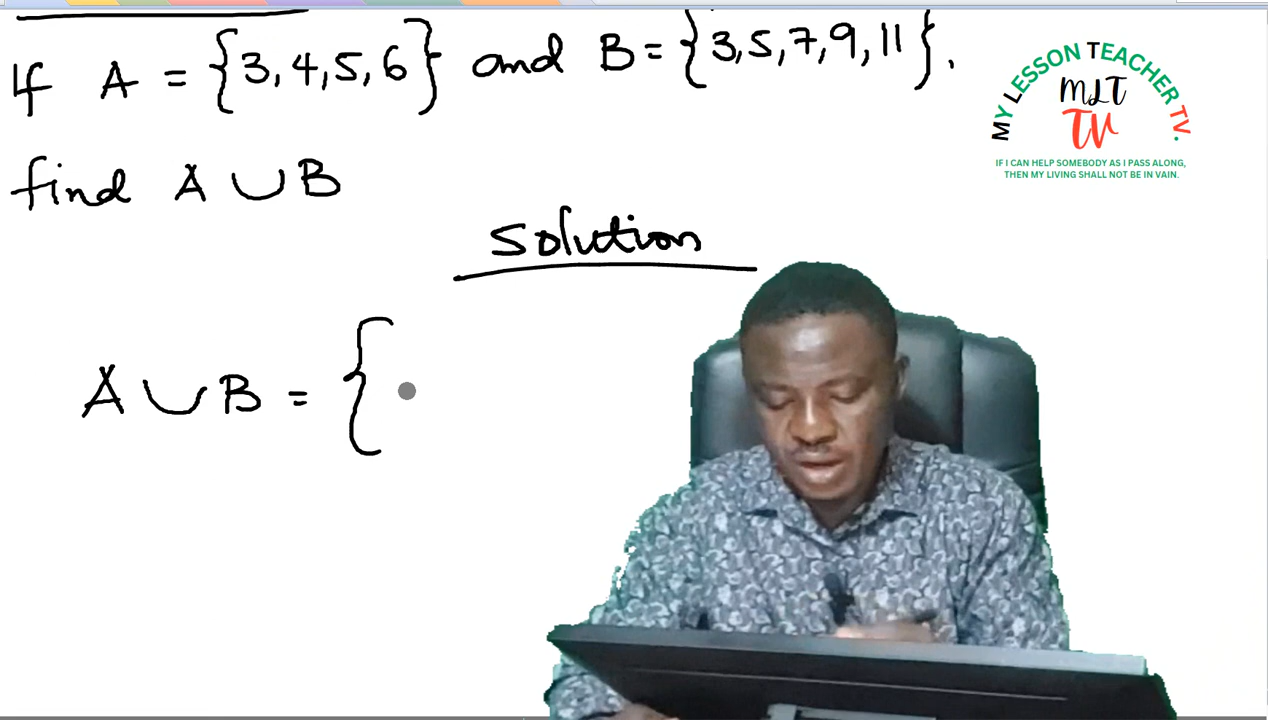 If A = {3, 4, 5, 6} and B = {3, 5, 7, 9, 11}.
find A ∪ B
Solution
A ∪ B = {
MY LESSON TEACHER TV.
MLT
TV
IF I CAN HELP SOMEBODY AS I PASS ALONG,
THEN MY LIVING SHALL NOT BE IN VAIN.